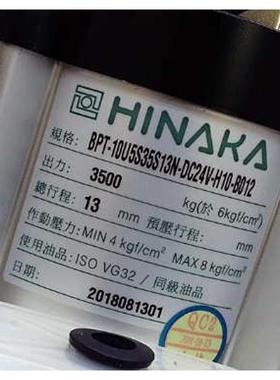 HINAKA
規格: BPT-10U5S35S13N-DC24V-H10-B012
出力: 3500 kg(於 6kgf/cm²)
總行程: 13 mm 預壓行程: mm
作動壓力: MIN 4 kgf/cm² MAX 8 kgf/cm²
使用油品: ISO VG32 / 同級油品
日期: 2018081301
QC2